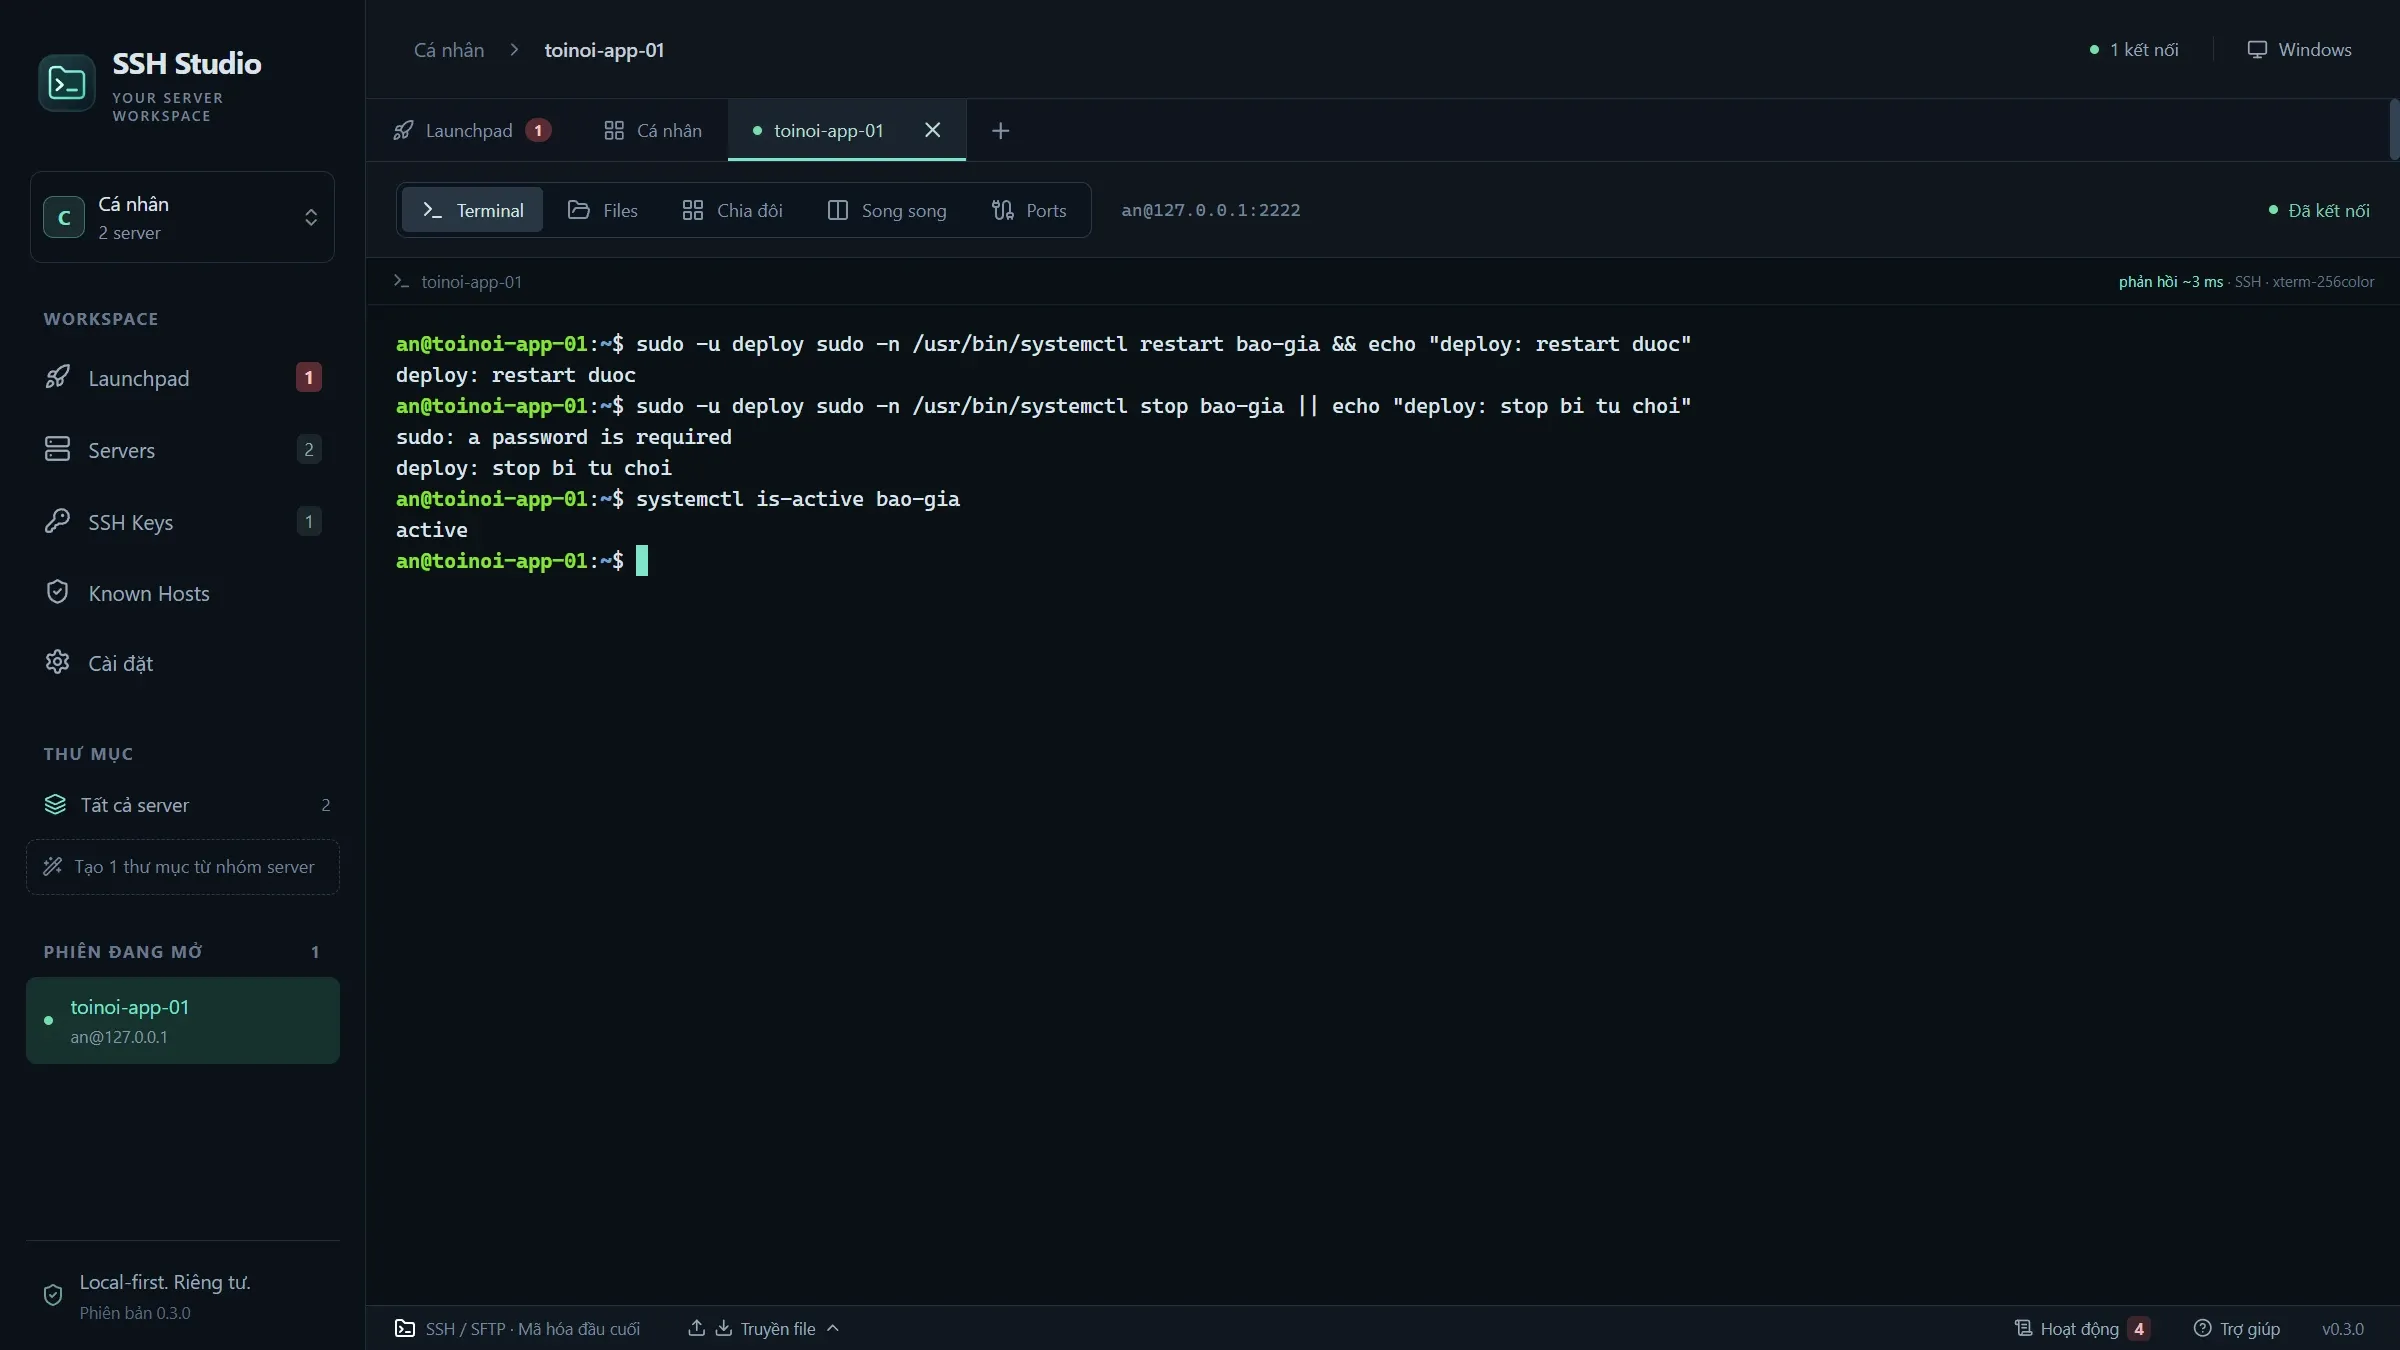 SSH Studio
YOUR SERVER
WORKSPACE
C
Cá nhân
2 server
WORKSPACE
Launchpad 1
Servers 2
SSH Keys 1
Known Hosts
Cài đặt
THƯ MỤC
Tất cả server 2
Tạo 1 thư mục từ nhóm server
PHIÊN ĐANG MỞ 1
toinoi-app-01
an@127.0.0.1
Local-first. Riêng tư.
Phiên bản 0.3.0
Cá nhân > toinoi-app-01
1 kết nối
Windows
Launchpad 1
Cá nhân
toinoi-app-01
Terminal
Files
Chia đôi
Song song
Ports
an@127.0.0.1:2222
Đã kết nối
toinoi-app-01
phản hồi ~3 ms · SSH · xterm-256color
an@toinoi-app-01:~$ sudo -u deploy sudo -n /usr/bin/systemctl restart bao-gia && echo "deploy: restart duoc"
deploy: restart duoc
an@toinoi-app-01:~$ sudo -u deploy sudo -n /usr/bin/systemctl stop bao-gia || echo "deploy: stop bi tu choi"
sudo: a password is required
deploy: stop bi tu choi
an@toinoi-app-01:~$ systemctl is-active bao-gia
active
an@toinoi-app-01:~$
SSH / SFTP · Mã hóa đầu cuối
Truyền file
Hoạt động 4
Trợ giúp
v0.3.0